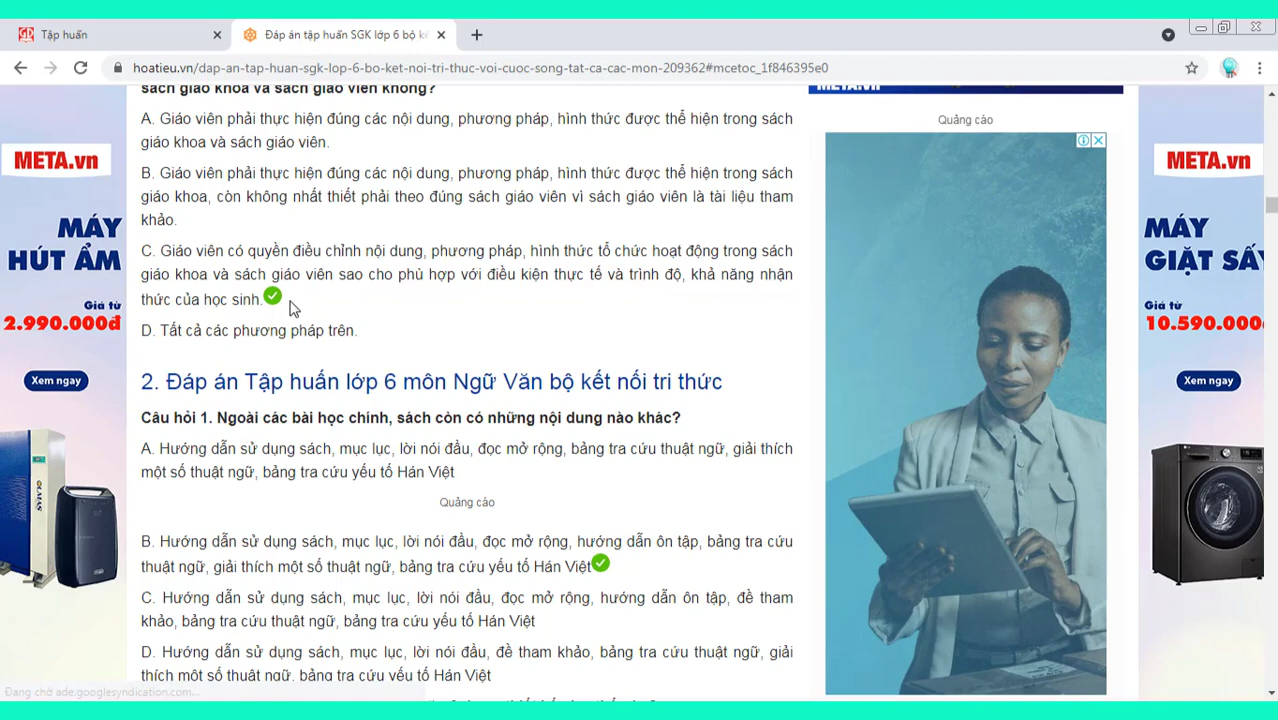 Tập huấn
Đáp án tập huấn SGK lớp 6 bộ kế
hoatieu.vn/dap-an-tap-huan-sgk-lop-6-bo-ket-noi-tri-thuc-voi-cuoc-song-tat-ca-cac-mon-209362#mcetoc_1f846395e0
sách giáo khoa và sách giáo viên không?
A. Giáo viên phải thực hiện đúng các nội dung, phương pháp, hình thức được thể hiện trong sách
giáo khoa và sách giáo viên.
B. Giáo viên phải thực hiện đúng các nội dung, phương pháp, hình thức được thể hiện trong sách
giáo khoa, còn không nhất thiết phải theo đúng sách giáo viên vì sách giáo viên là tài liệu tham
khảo.
C. Giáo viên có quyền điều chỉnh nội dung, phương pháp, hình thức tổ chức hoạt động trong sách
giáo khoa và sách giáo viên sao cho phù hợp với điều kiện thực tế và trình độ, khả năng nhận
thức của học sinh.
D. Tất cả các phương pháp trên.
2. Đáp án Tập huấn lớp 6 môn Ngữ Văn bộ kết nối tri thức
Câu hỏi 1. Ngoài các bài học chính, sách còn có những nội dung nào khác?
A. Hướng dẫn sử dụng sách, mục lục, lời nói đầu, đọc mở rộng, bảng tra cứu thuật ngữ, giải thích
một số thuật ngữ, bảng tra cứu yếu tố Hán Việt
Quảng cáo
B. Hướng dẫn sử dụng sách, mục lục, lời nói đầu, đọc mở rộng, hướng dẫn ôn tập, bảng tra cứu
thuật ngữ, giải thích một số thuật ngữ, bảng tra cứu yếu tố Hán Việt
C. Hướng dẫn sử dụng sách, mục lục, lời nói đầu, đọc mở rộng, hướng dẫn ôn tập, đề tham
khảo, bảng tra cứu thuật ngữ, bảng tra cứu yếu tố Hán Việt
D. Hướng dẫn sử dụng sách, mục lục, lời nói đầu, đề tham khảo, bảng tra cứu thuật ngữ, giải
thích một số thuật ngữ, bảng tra cứu yếu tố Hán Việt
META.vn
Quảng cáo
META.vn
MÁY
HÚT ẨM
Giá từ
2.990.000đ
Xem ngay
META.vn
MÁY
GIẶT SẤY
Giá từ
10.590.000đ
Xem ngay
Đang chờ ade.googlesyndication.com...